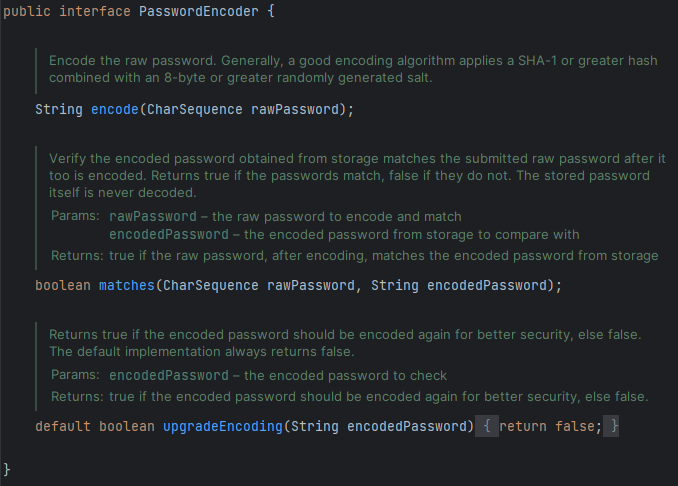 public interface PasswordEncoder {
Encode the raw password. Generally, a good encoding algorithm applies a SHA-1 or greater hash
combined with an 8-byte or greater randomly generated salt.
String encode(CharSequence rawPassword);
Verify the encoded password obtained from storage matches the submitted raw password after it
too is encoded. Returns true if the passwords match, false if they do not. The stored password
itself is never decoded.
Params: rawPassword – the raw password to encode and match
encodedPassword – the encoded password from storage to compare with
Returns: true if the raw password, after encoding, matches the encoded password from storage
boolean matches(CharSequence rawPassword, String encodedPassword);
Returns true if the encoded password should be encoded again for better security, else false.
The default implementation always returns false.
Params: encodedPassword – the encoded password to check
Returns: true if the encoded password should be encoded again for better security, else false.
default boolean upgradeEncoding(String encodedPassword) { return false; }
}